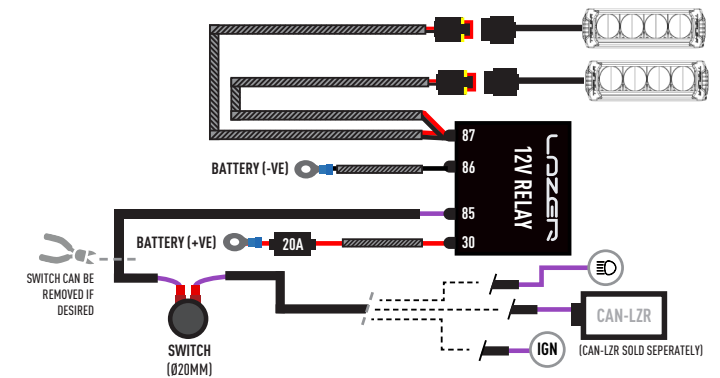 87
BATTERY (-VE)
86
LAZER
12V RELAY
85
BATTERY (+VE)
20A
30
SWITCH CAN BE
REMOVED IF
DESIRED
SWITCH
(Ø20MM)
CAN-LZR
(CAN-LZR SOLD SEPERATELY)
IGN